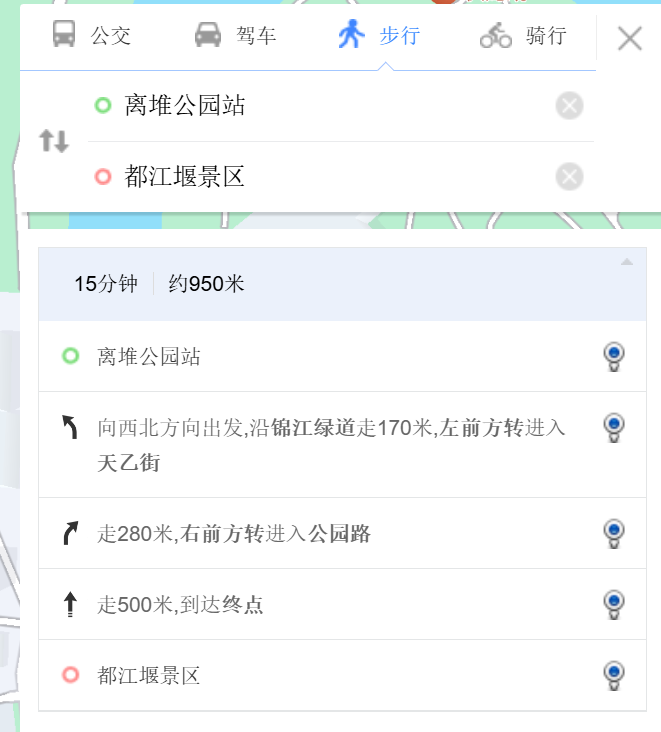 公交 驾车 步行 骑行
离堆公园站
都江堰景区
15分钟 约950米
离堆公园站
向西北方向出发,沿锦江绿道走170米,左前方转进入
天乙街
走280米,右前方转进入公园路
走500米,到达终点
都江堰景区